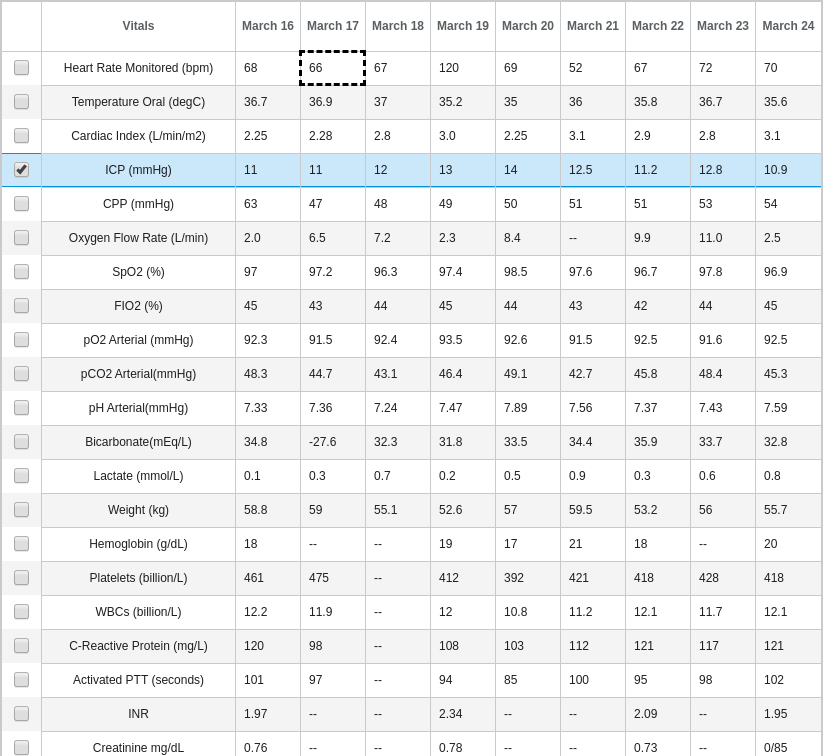 Vitals March 16 March 17 March 18 March 19 March 20 March 21 March 22 March 23 March 24
Heart Rate Monitored (bpm) 68 66 67 120 69 52 67 72 70
Temperature Oral (degC) 36.7 36.9 37 35.2 35 36 35.8 36.7 35.6
Cardiac Index (L/min/m2) 2.25 2.28 2.8 3.0 2.25 3.1 2.9 2.8 3.1
ICP (mmHg) 11 11 12 13 14 12.5 11.2 12.8 10.9
CPP (mmHg) 63 47 48 49 50 51 51 53 54
Oxygen Flow Rate (L/min) 2.0 6.5 7.2 2.3 8.4 -- 9.9 11.0 2.5
SpO2 (%) 97 97.2 96.3 97.4 98.5 97.6 96.7 97.8 96.9
FIO2 (%) 45 43 44 45 44 43 42 44 45
pO2 Arterial (mmHg) 92.3 91.5 92.4 93.5 92.6 91.5 92.5 91.6 92.5
pCO2 Arterial(mmHg) 48.3 44.7 43.1 46.4 49.1 42.7 45.8 48.4 45.3
pH Arterial(mmHg) 7.33 7.36 7.24 7.47 7.89 7.56 7.37 7.43 7.59
Bicarbonate(mEq/L) 34.8 -27.6 32.3 31.8 33.5 34.4 35.9 33.7 32.8
Lactate (mmol/L) 0.1 0.3 0.7 0.2 0.5 0.9 0.3 0.6 0.8
Weight (kg) 58.8 59 55.1 52.6 57 59.5 53.2 56 55.7
Hemoglobin (g/dL) 18 -- -- 19 17 21 18 -- 20
Platelets (billion/L) 461 475 -- 412 392 421 418 428 418
WBCs (billion/L) 12.2 11.9 -- 12 10.8 11.2 12.1 11.7 12.1
C-Reactive Protein (mg/L) 120 98 -- 108 103 112 121 117 121
Activated PTT (seconds) 101 97 -- 94 85 100 95 98 102
INR 1.97 -- -- 2.34 -- -- 2.09 -- 1.95
Creatinine mg/dL 0.76 -- -- 0.78 -- -- 0.73 -- 0/85